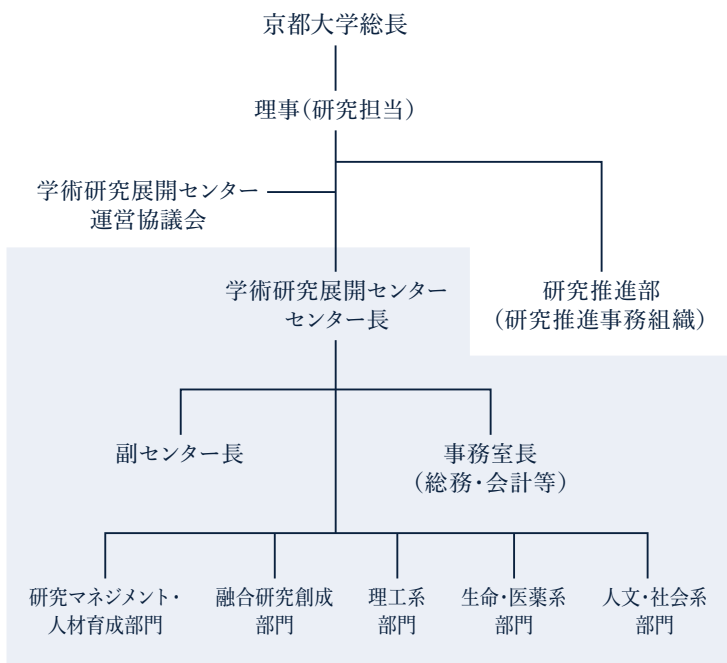 京都大学総長
理事（研究担当）
学術研究展開センター
運営協議会
学術研究展開センター
センター長
研究推進部
（研究推進事務組織）
副センター長
事務室長
（総務・会計等）
研究マネジメント・
人材育成部門
融合研究創成
部門
理工系
部門
生命・医薬系
部門
人文・社会系
部門